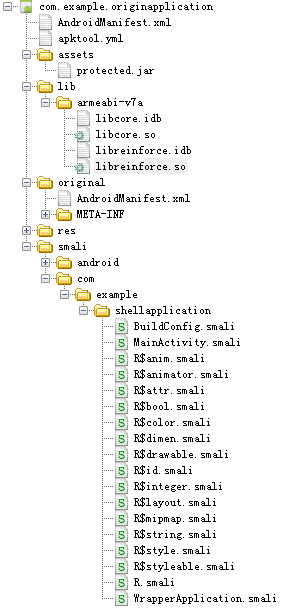 com.example.originapplication
AndroidManifest.xml
apktool.yml
assets
protected.jar
lib
armeabi-v7a
libcore.idb
libcore.so
libreinforce.idb
libreinforce.so
original
AndroidManifest.xml
META-INF
res
smali
android
com
example
shellapplication
BuildConfig.smali
MainActivity.smali
R$anim.smali
R$animator.smali
R$attr.smali
R$bool.smali
R$color.smali
R$dimen.smali
R$drawable.smali
R$id.smali
R$integer.smali
R$layout.smali
R$mipmap.smali
R$string.smali
R$style.smali
R$styleable.smali
R.smali
WrapperApplication.smali